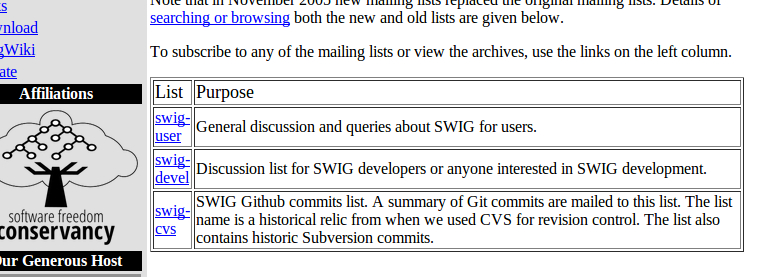 Note that in November 2005 new mailing lists replaced the original mailing lists. Details of
searching or browsing both the new and old lists are given below.
To subscribe to any of the mailing lists or view the archives, use the links on the left column.
List Purpose
swig-
user
General discussion and queries about SWIG for users.
swig-
devel
Discussion list for SWIG developers or anyone interested in SWIG development.
swig-
cvs
SWIG Github commits list. A summary of Git commits are mailed to this list. The list
name is a historical relic from when we used CVS for revision control. The list also
contains historic Subversion commits.
wnload
gWiki
ate
Affiliations
software freedom
conservancy
ur Generous Host